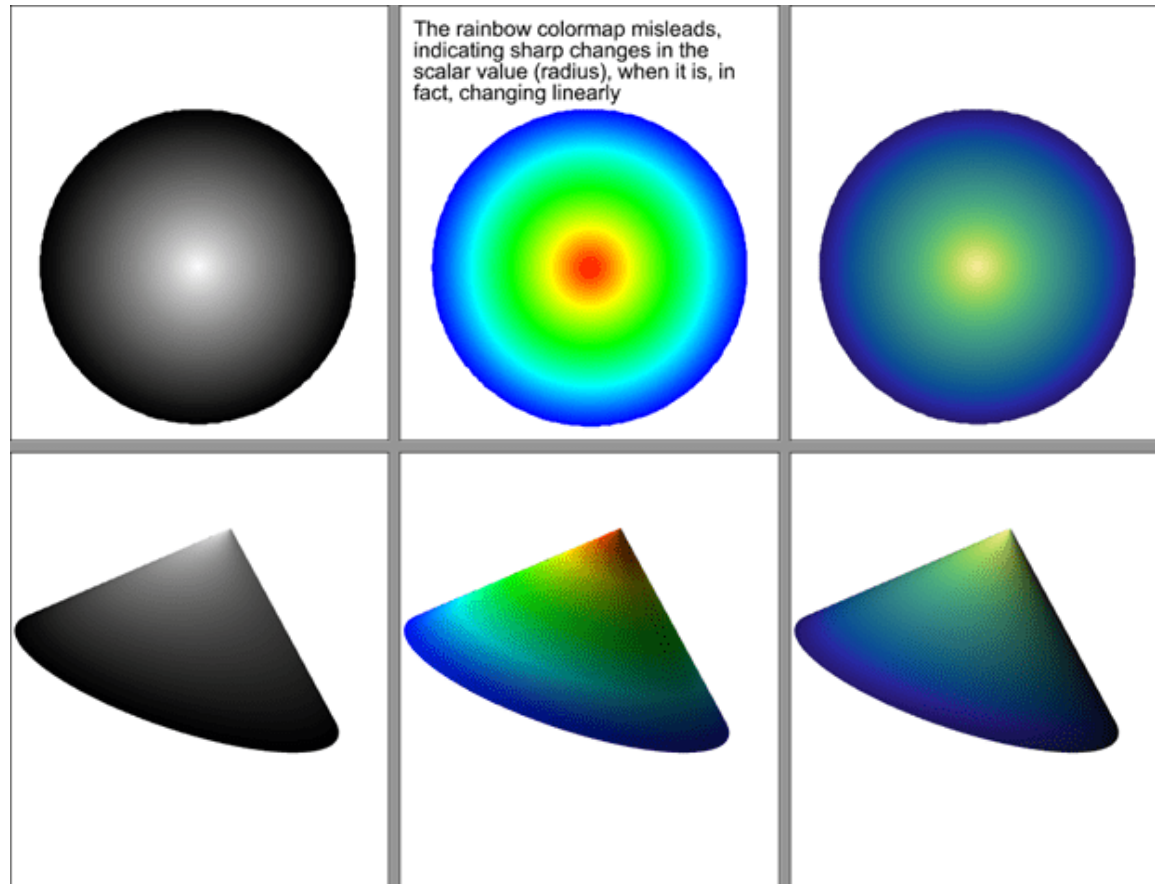 The rainbow colormap misleads,
indicating sharp changes in the
scalar value (radius), when it is, in
fact, changing linearly